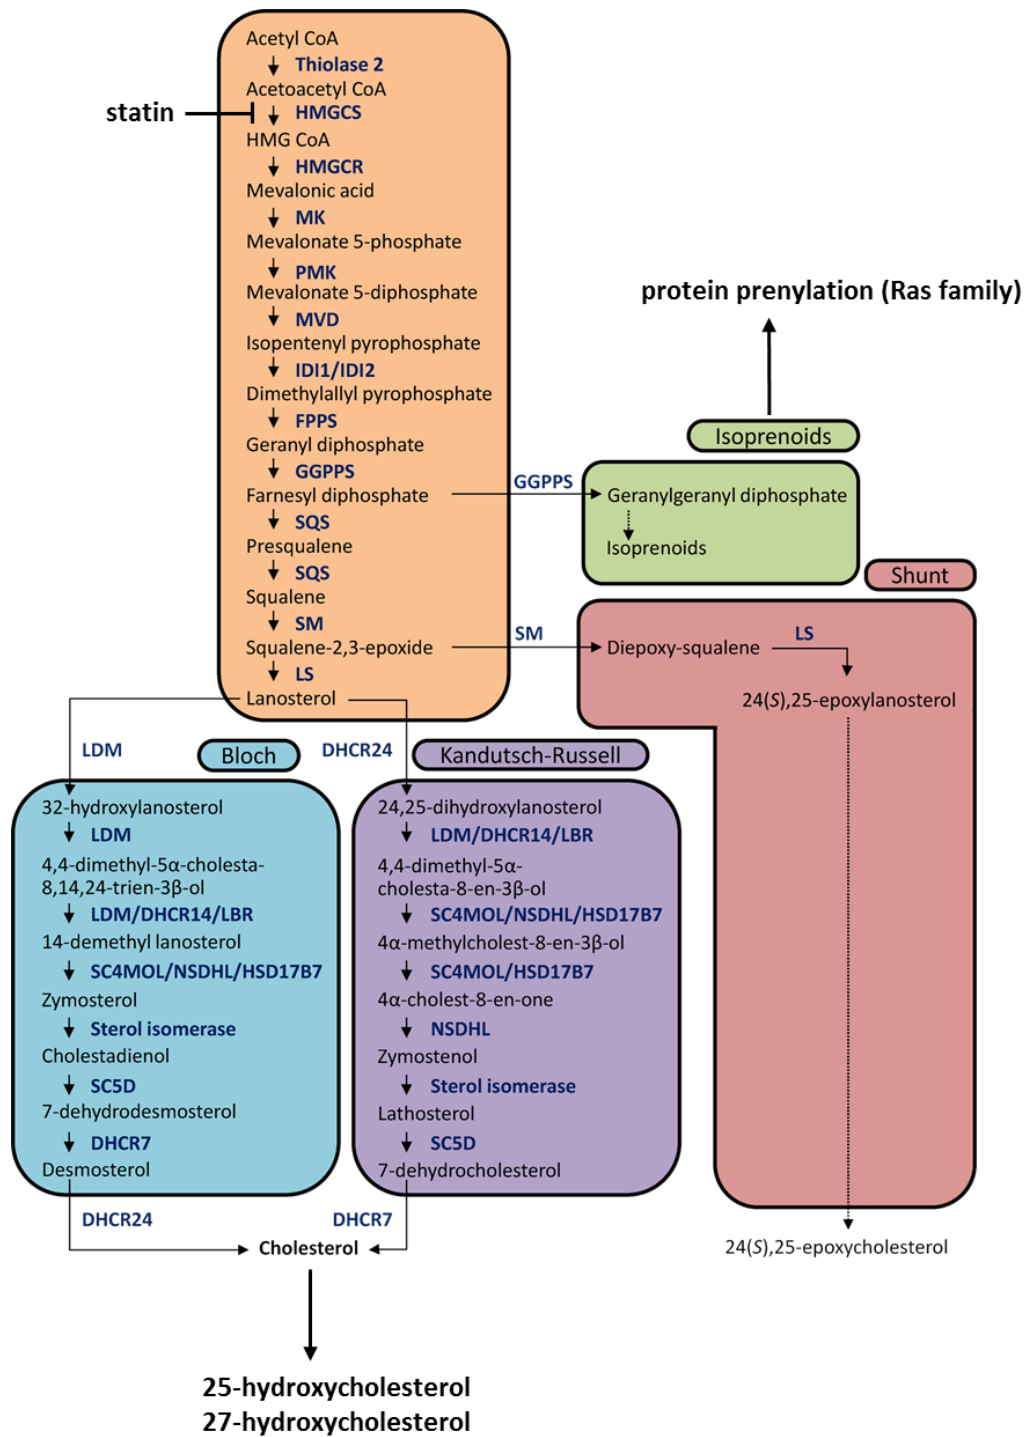 Acetyl CoA
Thiolase 2
Acetoacetyl CoA
statin
HMGCS
HMG CoA
HMGCR
Mevalonic acid
MK
Mevalonate 5-phosphate
PMK
Mevalonate 5-diphosphate
MVD
Isopentenyl pyrophosphate
IDI1/IDI2
Dimethylallyl pyrophosphate
FPPS
Geranyl diphosphate
GGPPS
Farnesyl diphosphate
SQS
Presqualene
SQS
Squalene
SM
Squalene-2,3-epoxide
LS
Lanosterol
protein prenylation (Ras family)
Isoprenoids
GGPPS
Geranylgeranyl diphosphate
Isoprenoids
Shunt
SM
Diepoxy-squalene
LS
24(S),25-epoxylanosterol
24(S),25-epoxycholesterol
LDM
Bloch
32-hydroxylanosterol
LDM
4,4-dimethyl-5α-cholesta-
8,14,24-trien-3β-ol
LDM/DHCR14/LBR
14-demethyl lanosterol
SC4MOL/NSDHL/HSD17B7
Zymosterol
Sterol isomerase
Cholestadienol
SC5D
7-dehydrodesmosterol
DHCR7
Desmosterol
DHCR24
DHCR24
Kandutsch-Russell
24,25-dihydroxylanosterol
LDM/DHCR14/LBR
4,4-dimethyl-5α-
cholesta-8-en-3β-ol
SC4MOL/NSDHL/HSD17B7
4α-methylcholest-8-en-3β-ol
SC4MOL/HSD17B7
4α-cholest-8-en-one
NSDHL
Zymostenol
Sterol isomerase
Lathosterol
SC5D
7-dehydrocholesterol
DHCR7
Cholesterol
25-hydroxycholesterol
27-hydroxycholesterol